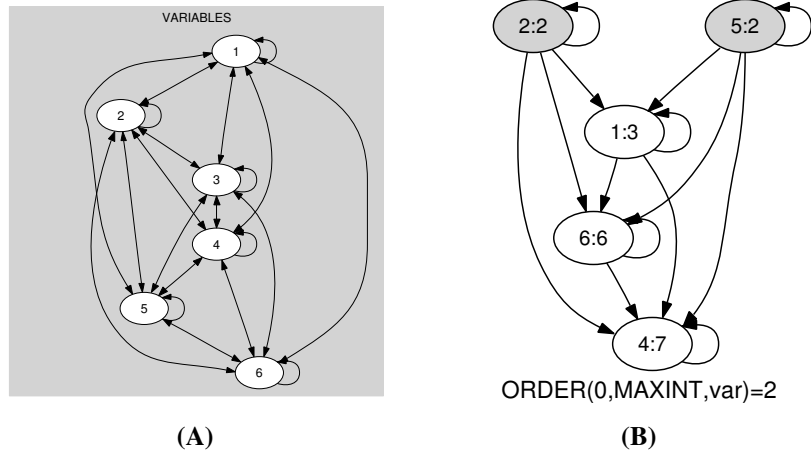 VARIABLES
1
2
3
4
5
6
(A)
2:2
5:2
1:3
6:6
4:7
ORDER(0,MAXINT,var)=2
(B)